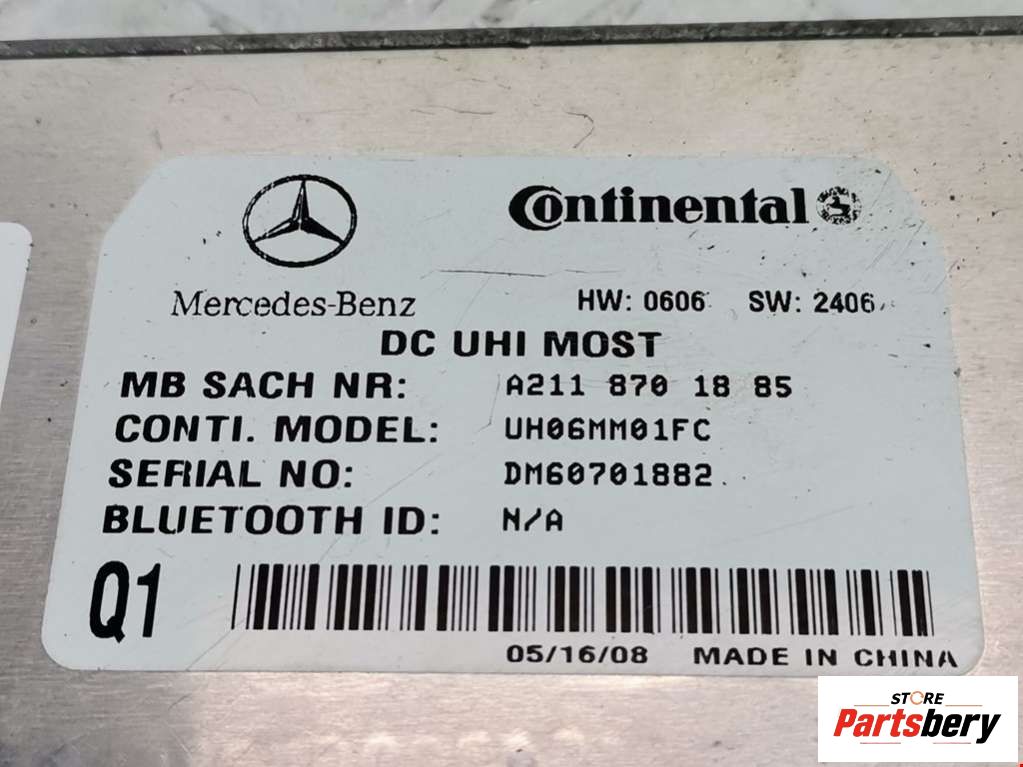 Continental
Mercedes-Benz
HW: 0606 SW: 2406
DC UHI MOST
MB SACH NR: A211 870 18 85
CONTI. MODEL: UH06MM01FC
SERIAL NO: DM60701882
BLUETOOTH ID: N/A
Q1
05/16/08 MADE IN CHINA
STORE
Partsbery